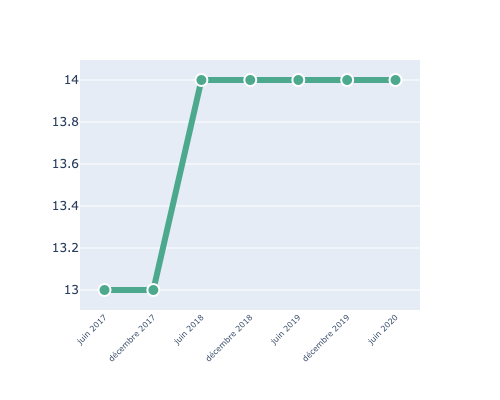 14
13.8
13.6
13.4
13.2
13
juin 2017
décembre 2017
juin 2018
décembre 2018
juin 2019
décembre 2019
juin 2020